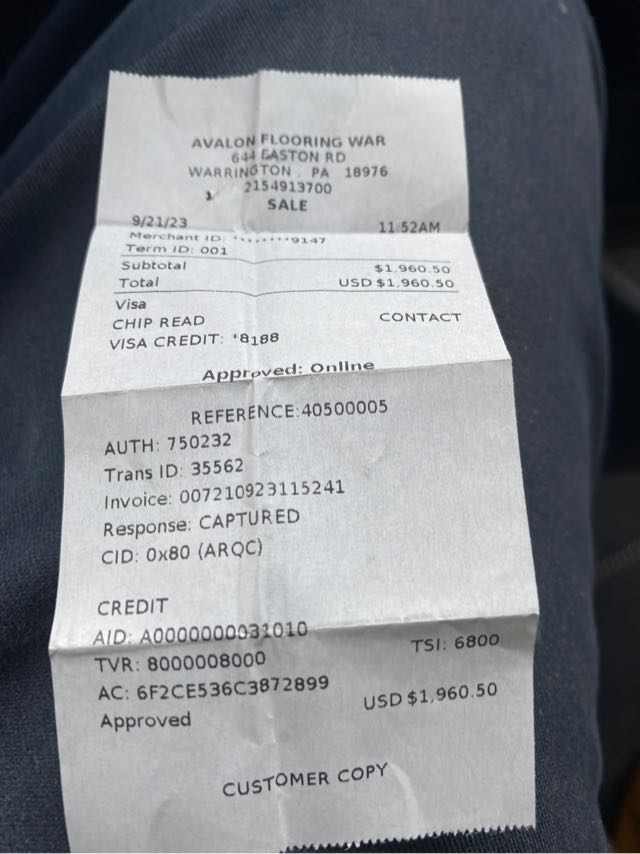 AVALON FLOORING WAR
644 EASTON RD
WARRINGTON , PA 18976
2154913700
SALE
9/21/23 11:52AM
Merchant ID: ********9147
Term ID: 001
Subtotal $1,960.50
Total USD $1,960.50
Visa
CHIP READ CONTACT
VISA CREDIT: *8188
Approved: Online
REFERENCE:40500005
AUTH: 750232
Trans ID: 35562
Invoice: 007210923115241
Response: CAPTURED
CID: 0x80 (ARQC)
CREDIT
AID: A0000000031010
TVR: 8000008000 TSI: 6800
AC: 6F2CE536C3872899
Approved USD $1,960.50
CUSTOMER COPY